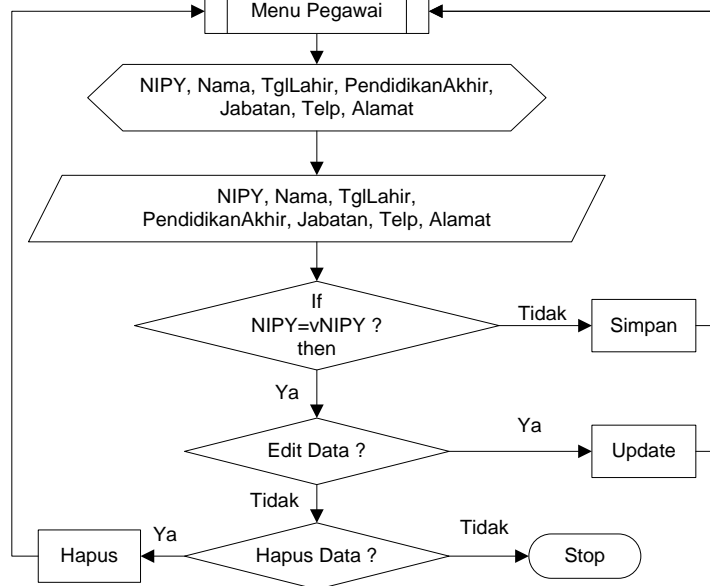 Menu Pegawai
NIPY, Nama, TglLahir, PendidikanAkhir,
Jabatan, Telp, Alamat
NIPY, Nama, TglLahir,
PendidikanAkhir, Jabatan, Telp, Alamat
If
NIPY=vNIPY ?
then
Tidak
Simpan
Ya
Edit Data ?
Ya
Update
Tidak
Hapus
Ya
Hapus Data ?
Tidak
Stop